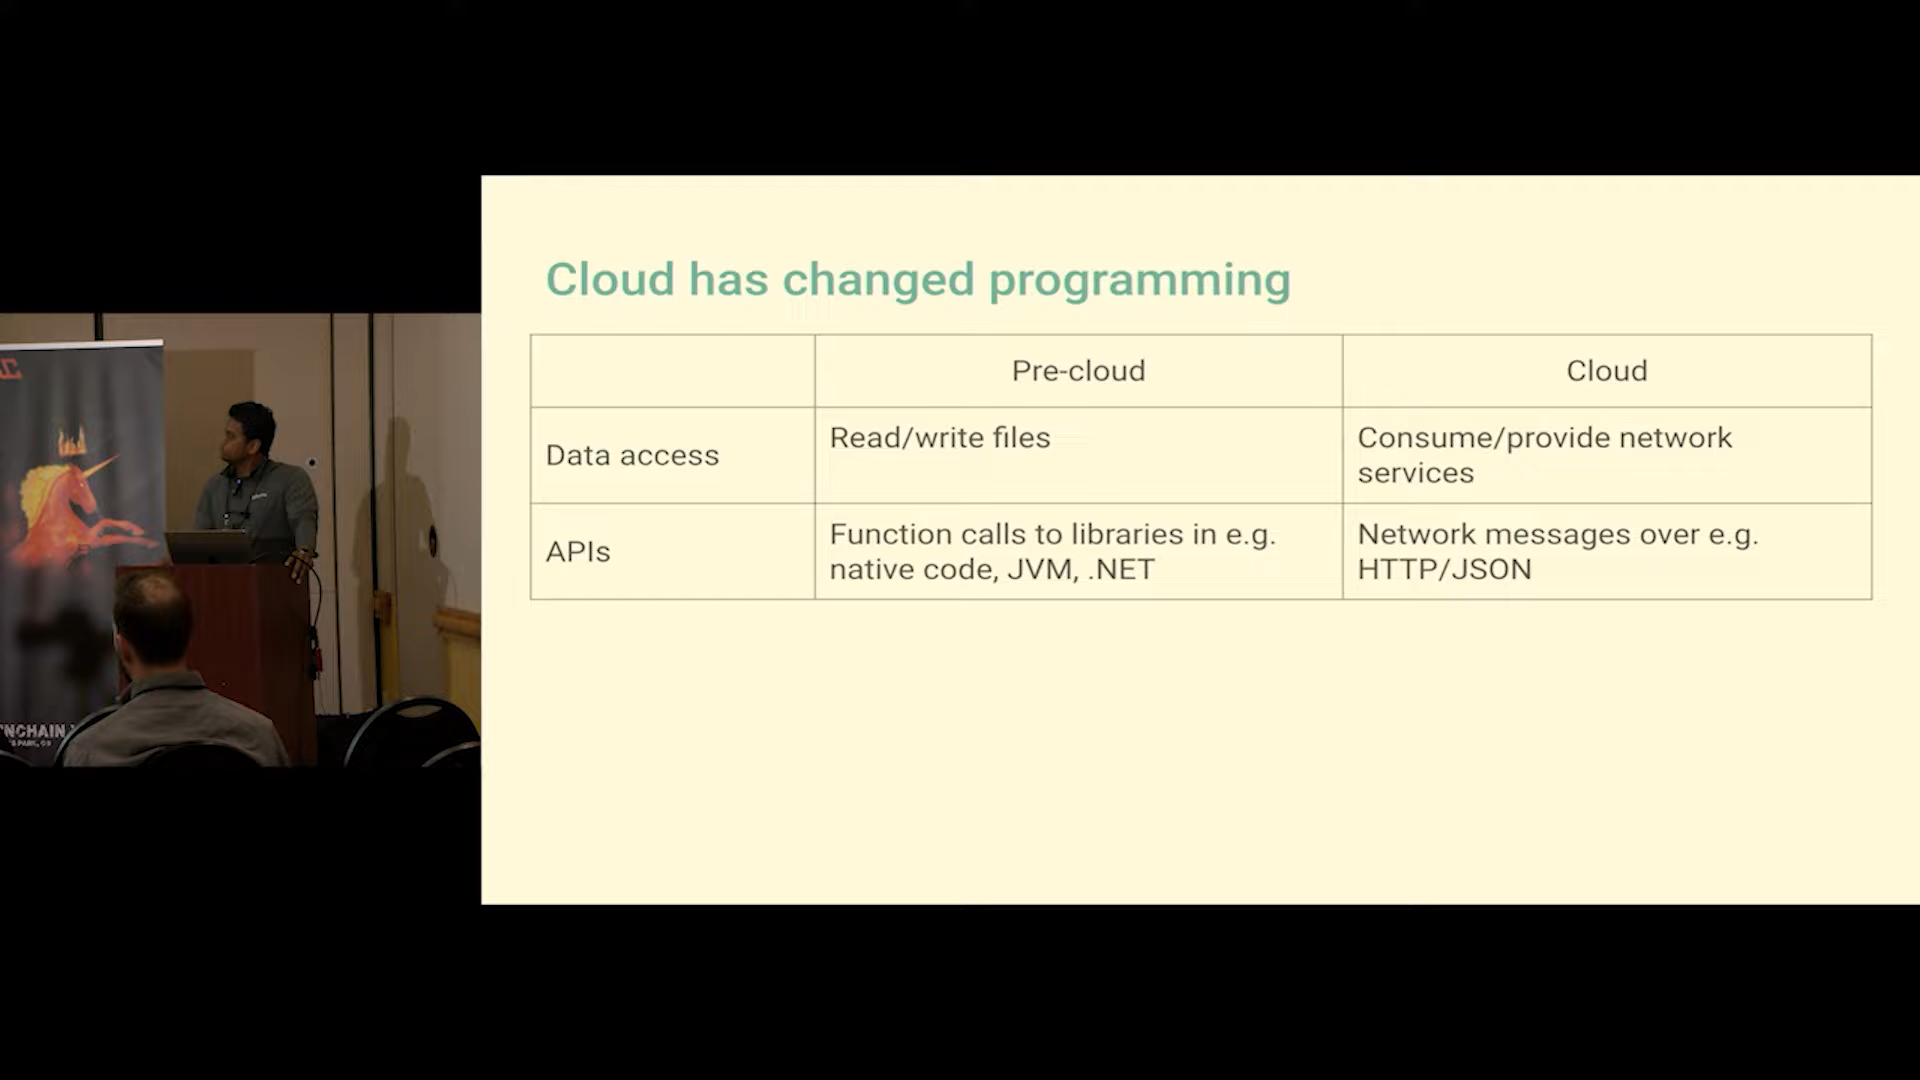 Cloud has changed programming
Pre-cloud
Cloud
Data access
Read/write files
Consume/provide network
services
APIs
Function calls to libraries in e.g.
native code, JVM, .NET
Network messages over e.g.
HTTP/JSON
NCHAIN